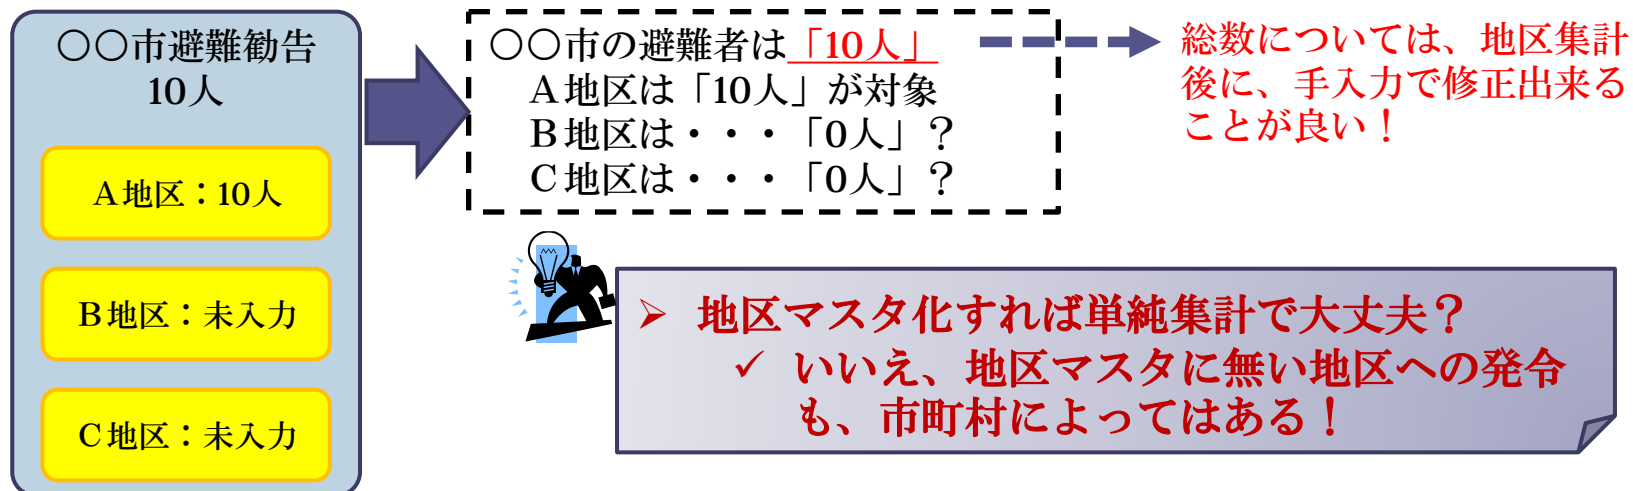 〇〇市避難勧告
10人
Ａ地区：10人
Ｂ地区：未入力
Ｃ地区：未入力
〇〇市の避難者は「10人」
Ａ地区は「10人」が対象
Ｂ地区は・・・「0人」？
Ｃ地区は・・・「0人」？
総数については、地区集計
後に、手入力で修正出来る
ことが良い！
➢ 地区マスタ化すれば単純集計で大丈夫？
✓ いいえ、地区マスタに無い地区への発令
も、市町村によってはある！